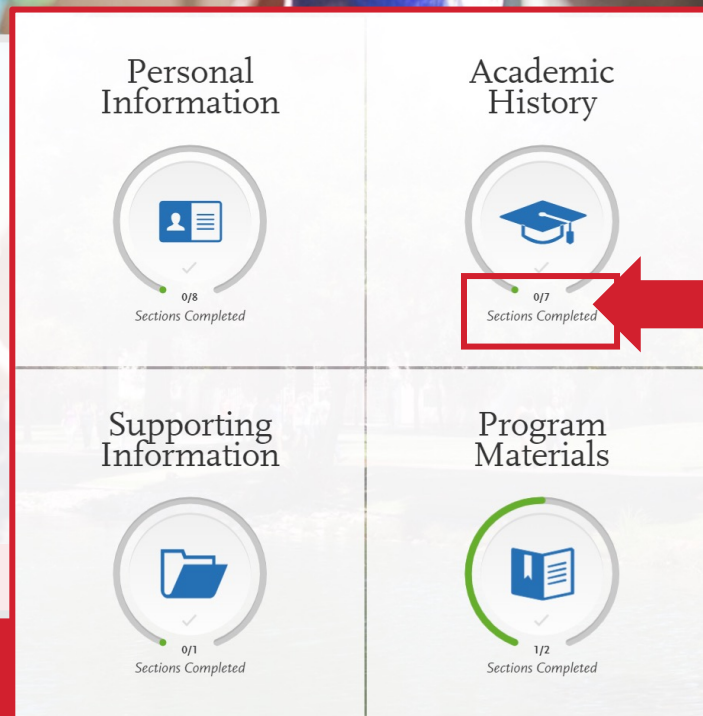 Personal
Information
0/8
Sections Completed
Academic
History
0/7
Sections Completed
Supporting
Information
0/1
Sections Completed
Program
Materials
1/2
Sections Completed